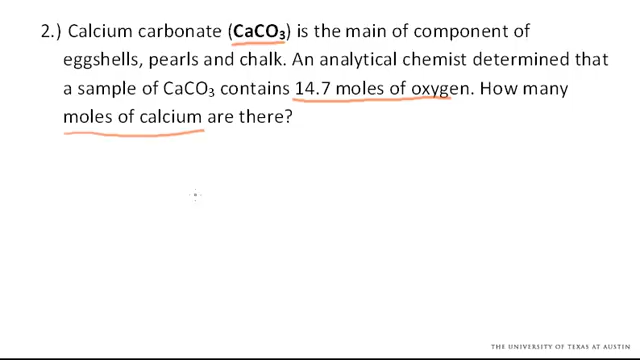 2.) Calcium carbonate (CaCO₃) is the main of component of
eggshells, pearls and chalk. An analytical chemist determined that
a sample of CaCO₃ contains 14.7 moles of oxygen. How many
moles of calcium are there?
THE UNIVERSITY OF TEXAS AT AUSTIN